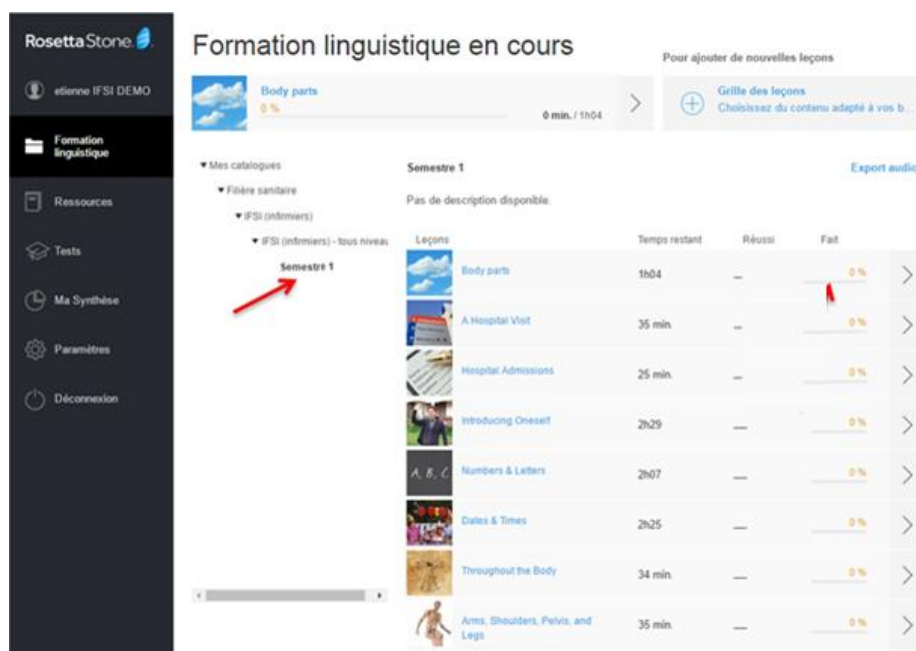 RosettaStone
etienne IFSI DEMO
Formation
linguistique
Ressources
Tests
Ma Synthèse
Paramètres
Déconnexion
Formation linguistique en cours
Body parts
0 %
0 min. / 1h04
Pour ajouter de nouvelles leçons
Grille des leçons
Choisissez du contenu adapté à vos b...
Mes catalogues
Filière sanitaire
IFSI (infirmiers)
IFSI (infirmiers) - tous niveau
Semestre 1
Semestre 1
Export audio
Pas de description disponible.
Leçons Temps restant Réussi Fait
Body parts 1h04 0 %
A Hospital Visit 35 min. 0 %
Hospital Admissions 25 min. 0 %
Introducing Oneself 2h29 0 %
A, B, C
Numbers & Letters 2h07 0 %
Dates & Times 2h25 0 %
Throughout the Body 34 min. 0 %
Arms, Shoulders, Pelvis, and
Legs 35 min. 0 %